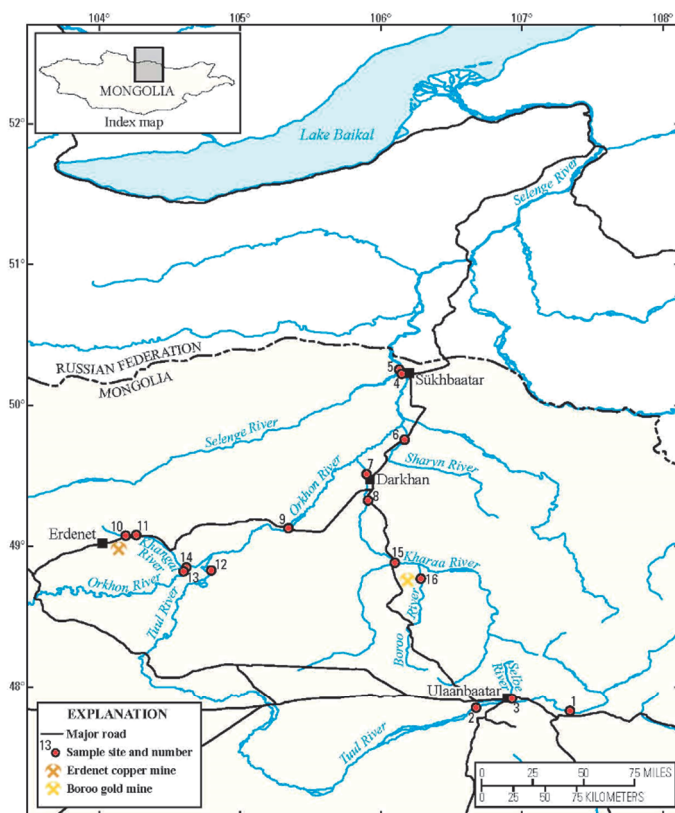 104°
105°
106°
107°
108°
MONGOLIA
Index map
52°
Lake Baikal
Selenge River
51°
RUSSIAN FEDERATION
MONGOLIA
5
4
Sükhbaatar
50°
Selenge River
6
Orkhon River
Sharyn River
7
Darkhan
8
9
Erdenet
10
11
49°
Khangal
River
14
13
12
15
Kharaa River
16
Orkhon River
Tuul River
Boroo
River
48°
Selbe
River
Ulaanbaatar
1
2
3
Tuul River
EXPLANATION
Major road
13
Sample site and number
Erdenet copper mine
Boroo gold mine
0 25 50 75 MILES
0 25 50 75 KILOMETERS